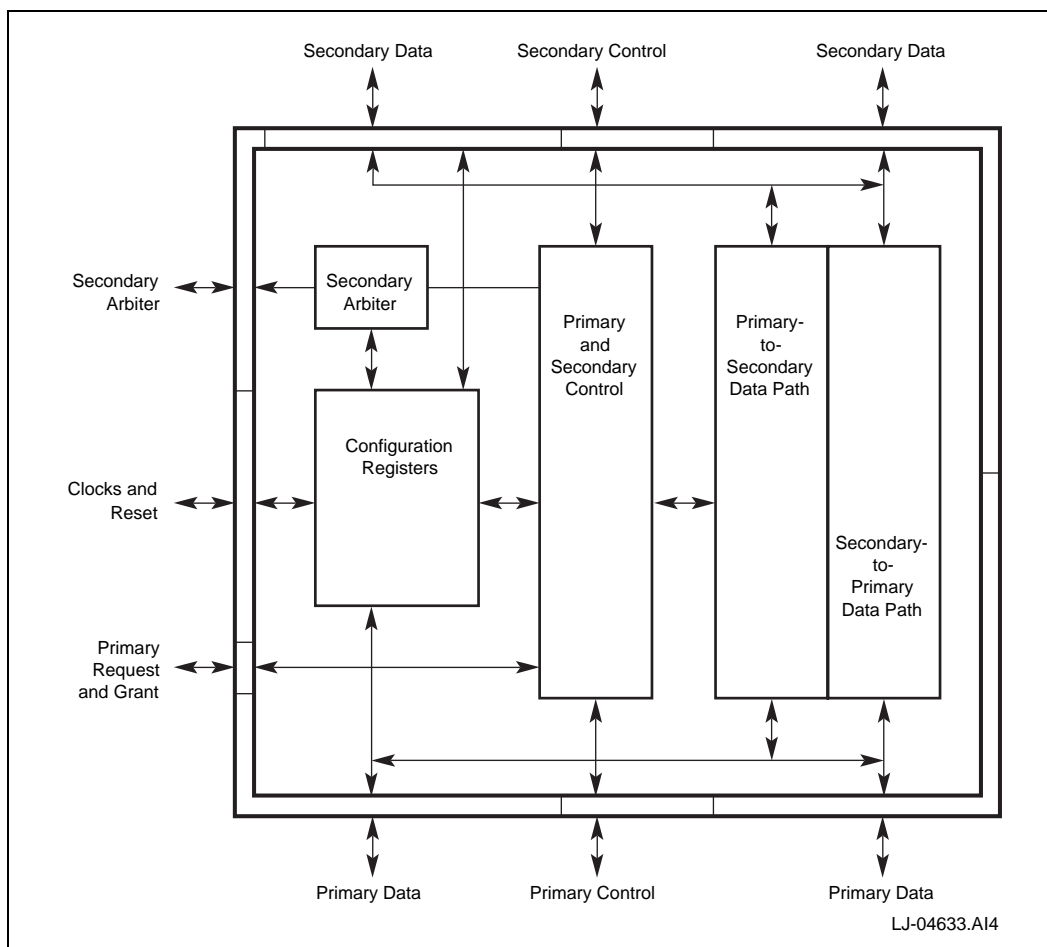 Secondary Data
Secondary Control
Secondary Data
Secondary
Arbiter
Secondary
Arbiter
Primary
and
Secondary
Control
Primary-
to-
Secondary
Data Path
Configuration
Registers
Clocks and
Reset
Secondary-
to-
Primary
Data Path
Primary
Request
and Grant
Primary Data
Primary Control
Primary Data
LJ-04633.AI4